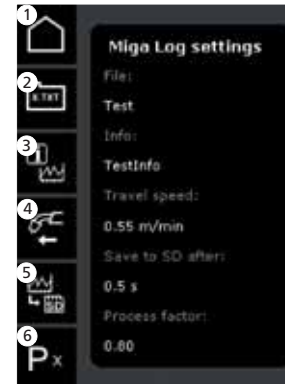 1
2
X.TXT
3
4
5
SD
6
Px
Miga Log settings
File:
Test
Info:
TestInfo
Travel speed:
0.55 m/min
Save to SD after:
0.5 s
Process factor:
0.80